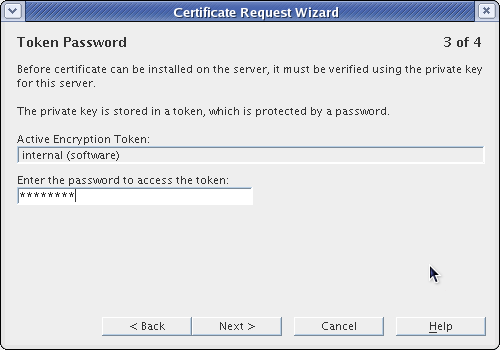 Certificate Request Wizard
Token Password
3 of 4
Before certificate can be installed on the server, it must be verified using the private key
for this server.
The private key is stored in a token, which is protected by a password.
Active Encryption Token:
internal (software)
Enter the password to access the token:
********
< Back
Next >
Cancel
Help